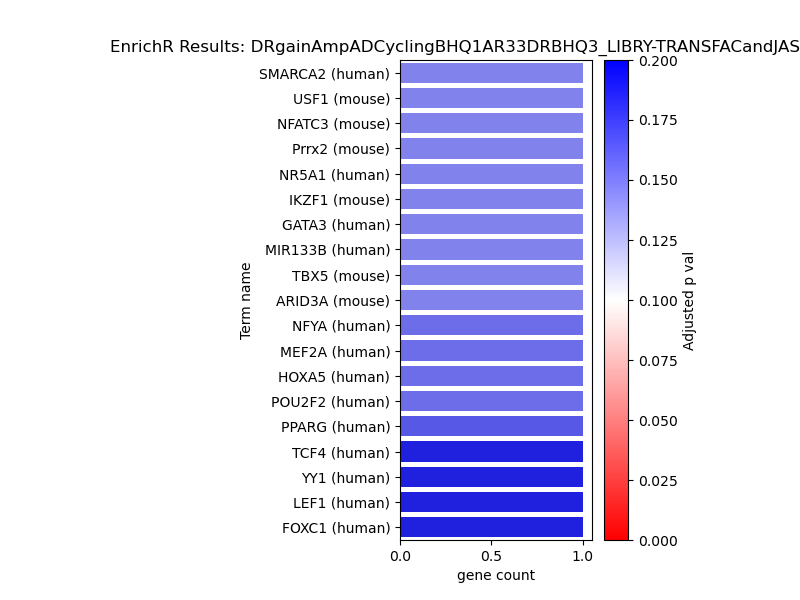 EnrichR Results: DRgainAmpADCyclingBHQ1AR33DRBHQ3_LIBRY-TRANSFACandJAS
SMARCA2 (human)
USF1 (mouse)
NFATC3 (mouse)
Prrx2 (mouse)
NR5A1 (human)
IKZF1 (mouse)
GATA3 (human)
MIR133B (human)
TBX5 (mouse)
ARID3A (mouse)
NFYA (human)
MEF2A (human)
HOXA5 (human)
POU2F2 (human)
PPARG (human)
TCF4 (human)
YY1 (human)
LEF1 (human)
FOXC1 (human)
Term name
0.0 0.5 1.0
gene count
0.200
0.175
0.150
0.125
0.100
0.075
0.050
0.025
0.000
Adjusted p val